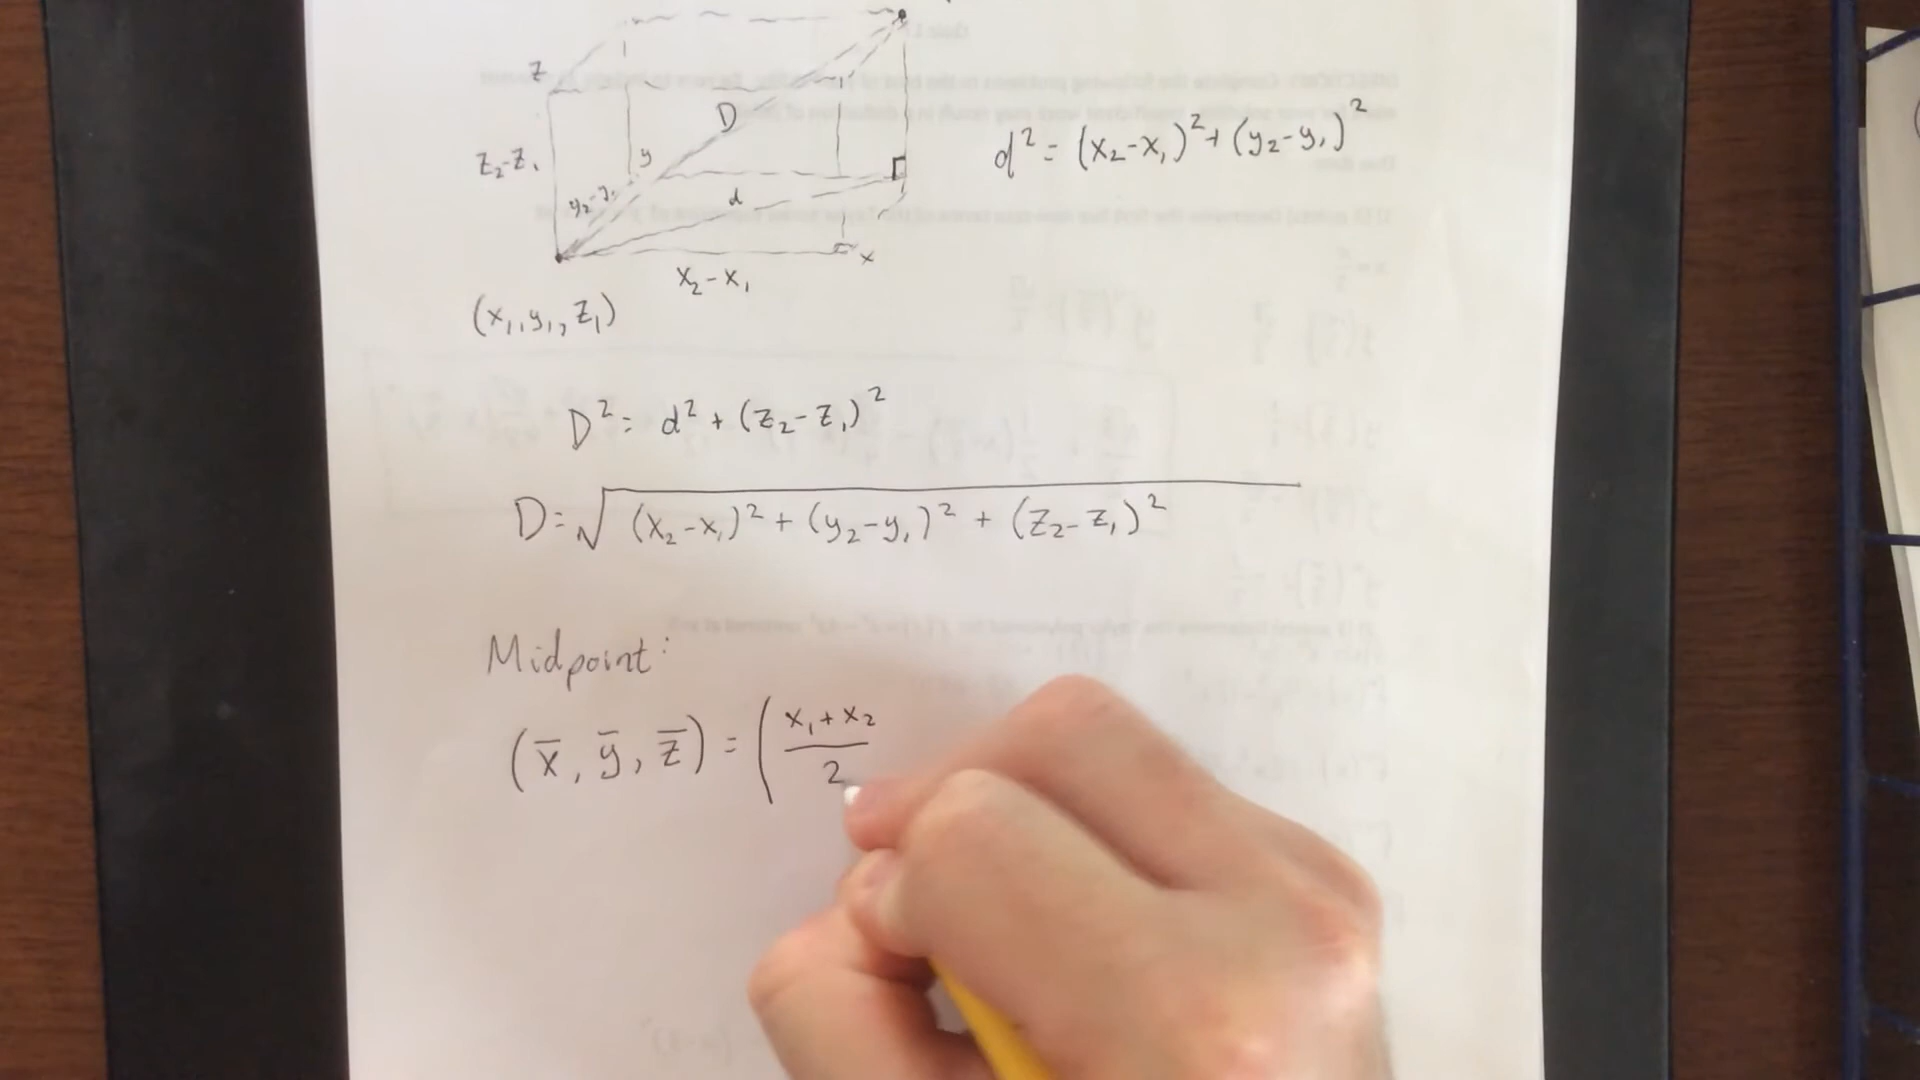 z
D
d² = (x₂-x₁)² + (y₂-y₁)²
z₂-z₁
y
y₂-y₁
d
x
x₂-x₁
(x₁, y₁, z₁)
D² = d² + (z₂-z₁)²
D = √(x₂-x₁)² + (y₂-y₁)² + (z₂-z₁)²
Midpoint:
(x̅, y̅, z̅) = (x₁+x₂/2